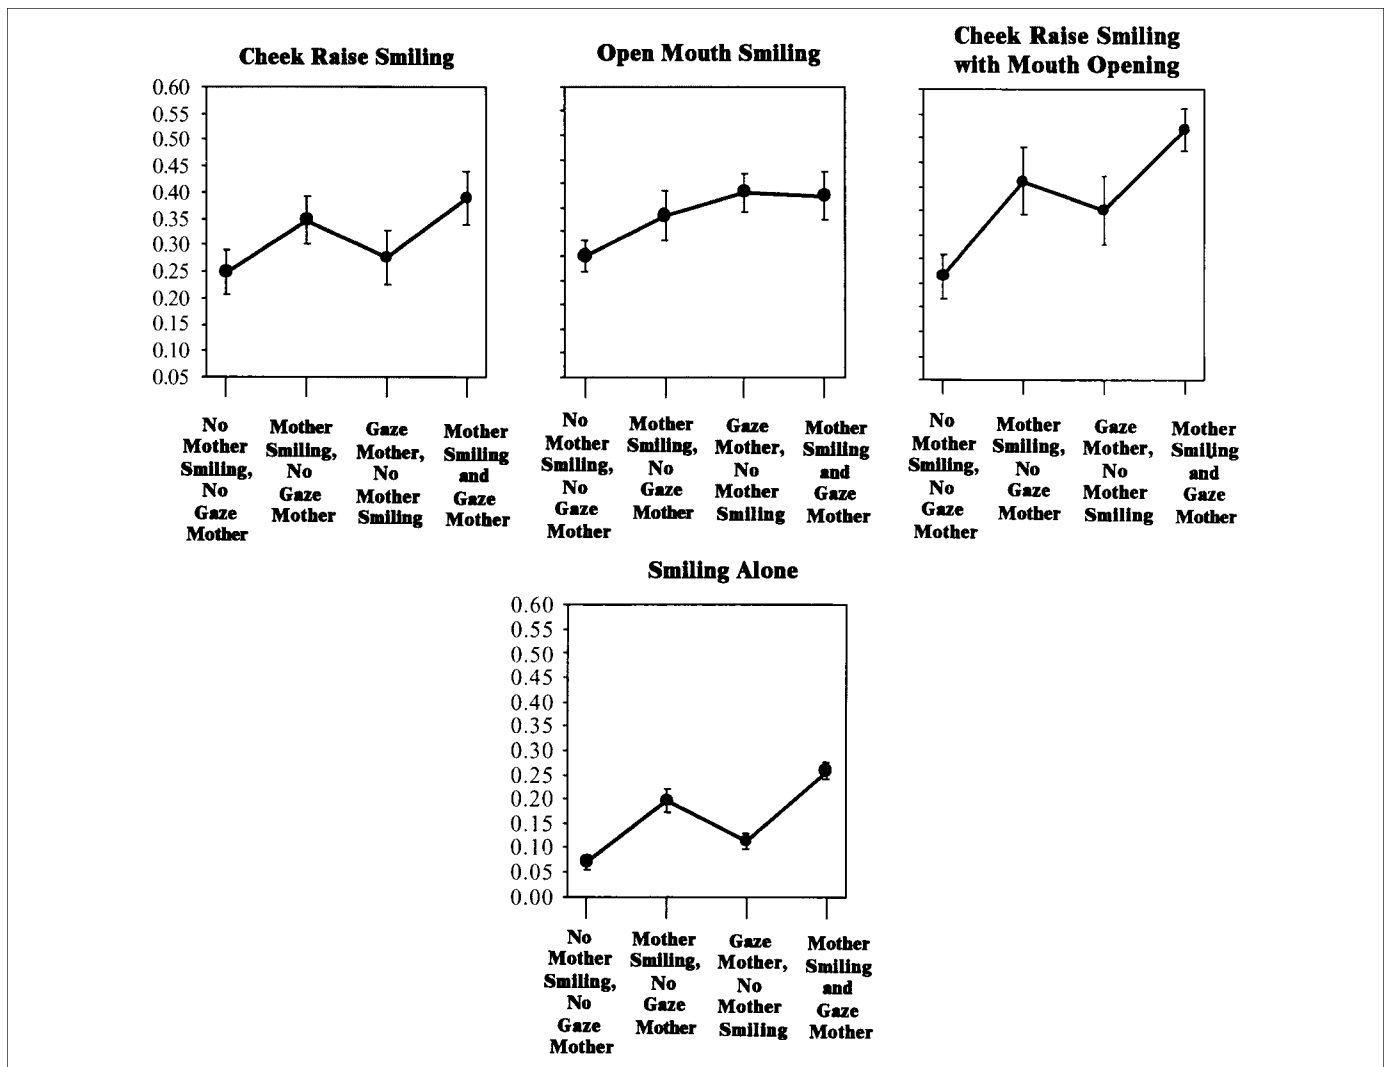 Cheek Raise Smiling
0.60
0.55
0.50
0.45
0.40
0.35
0.30
0.25
0.20
0.15
0.10
0.05
No
Mother
Smiling,
No
Gaze
Mother
Mother
Smiling,
No
Gaze
Mother
Gaze
Mother,
No
Mother
Smiling
Mother
Smiling
and
Gaze
Mother
Open Mouth Smiling
No
Mother
Smiling,
No
Gaze
Mother
Mother
Smiling,
No
Gaze
Mother
Gaze
Mother,
No
Mother
Smiling
Mother
Smiling
and
Gaze
Mother
Cheek Raise Smiling
with Mouth Opening
No
Mother
Smiling,
No
Gaze
Mother
Mother
Smiling,
No
Gaze
Mother
Gaze
Mother,
No
Mother
Smiling
Mother
Smiling
and
Gaze
Mother
Smiling Alone
0.60
0.55
0.50
0.45
0.40
0.35
0.30
0.25
0.20
0.15
0.10
0.05
0.00
No
Mother
Smiling,
No
Gaze
Mother
Mother
Smiling,
No
Gaze
Mother
Gaze
Mother,
No
Mother
Smiling
Mother
Smiling
and
Gaze
Mother